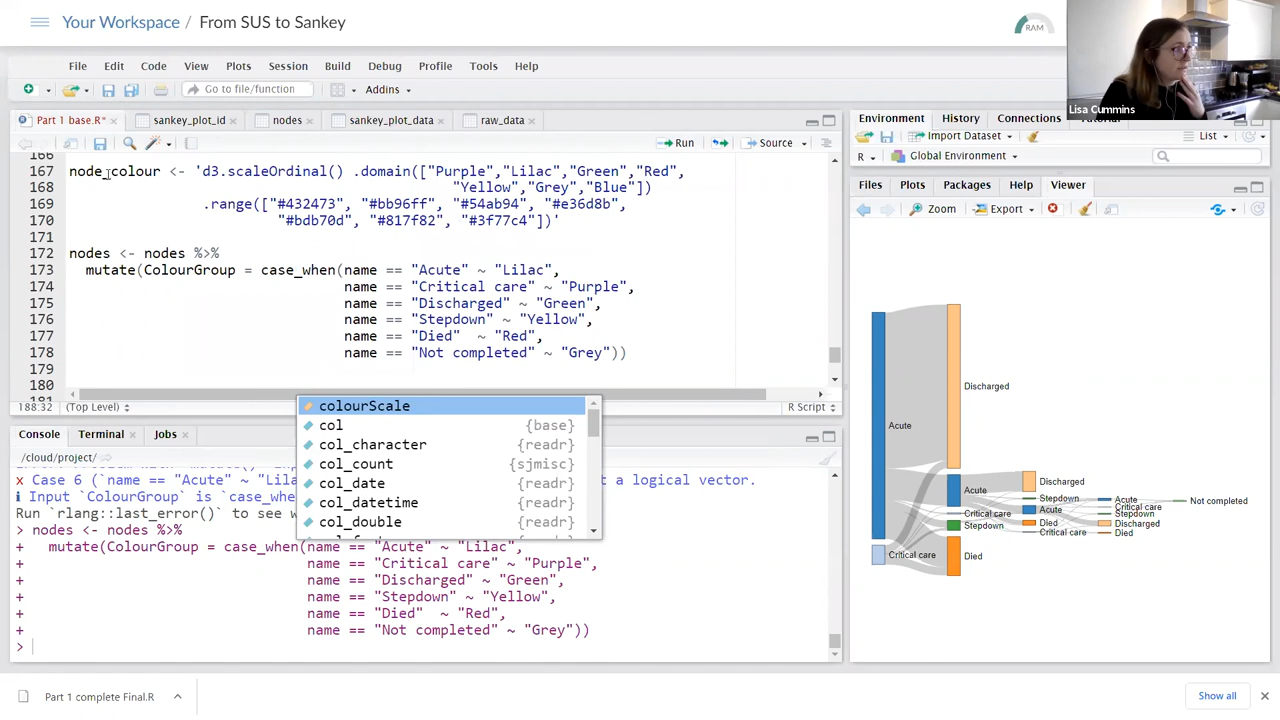 Your Workspace / From SUS to Sankey
RAM
Lisa Cummins
File Edit Code View Plots Session Build Debug Profile Tools Help
Go to file/function Addins
Part 1 base.R* sankey_plot_id nodes sankey_plot_data raw_data
Run Source
166
167 node_colour <- 'd3.scaleOrdinal() .domain(["Purple","Lilac","Green","Red",
168 "Yellow","Grey","Blue"])
169 .range(["#432473", "#bb96ff", "#54ab94", "#e36d8b",
170 "#bdb70d", "#817f82", "#3f77c4"])'
171
172 nodes <- nodes %>%
173 mutate(ColourGroup = case_when(name == "Acute" ~ "Lilac",
174 name == "Critical care" ~ "Purple",
175 name == "Discharged" ~ "Green",
176 name == "Stepdown" ~ "Yellow",
177 name == "Died" ~ "Red",
178 name == "Not completed" ~ "Grey"))
179
180
181
188:32 (Top Level) R Script
colourScale
col {base}
col_character {readr}
col_count {sjmisc}
col_date {readr}
col_datetime {readr}
col_double {readr}
Console Terminal Jobs
/cloud/project/
x Case 6 (`name == "Acute" ~ "Lila t a logical vector.
i Input `ColourGroup` is `case_whe
Run `rlang::last_error()` to see w
> nodes <- nodes %>%
+ mutate(ColourGroup = case_when(name == "Acute" ~ "Lilac",
+ name == "Critical care" ~ "Purple",
+ name == "Discharged" ~ "Green",
+ name == "Stepdown" ~ "Yellow",
+ name == "Died" ~ "Red",
+ name == "Not completed" ~ "Grey"))
>
Environment History Connections
Import Dataset List
R Global Environment
Files Plots Packages Help Viewer
Zoom Export
Discharged
Acute
Discharged
Acute
Stepdown
Acute
Critical care
Acute
Critical care
Stepdown
Not completed
Stepdown
Died
Discharged
Critical care
Died
Critical care
Died
Part 1 complete Final.R
Show all